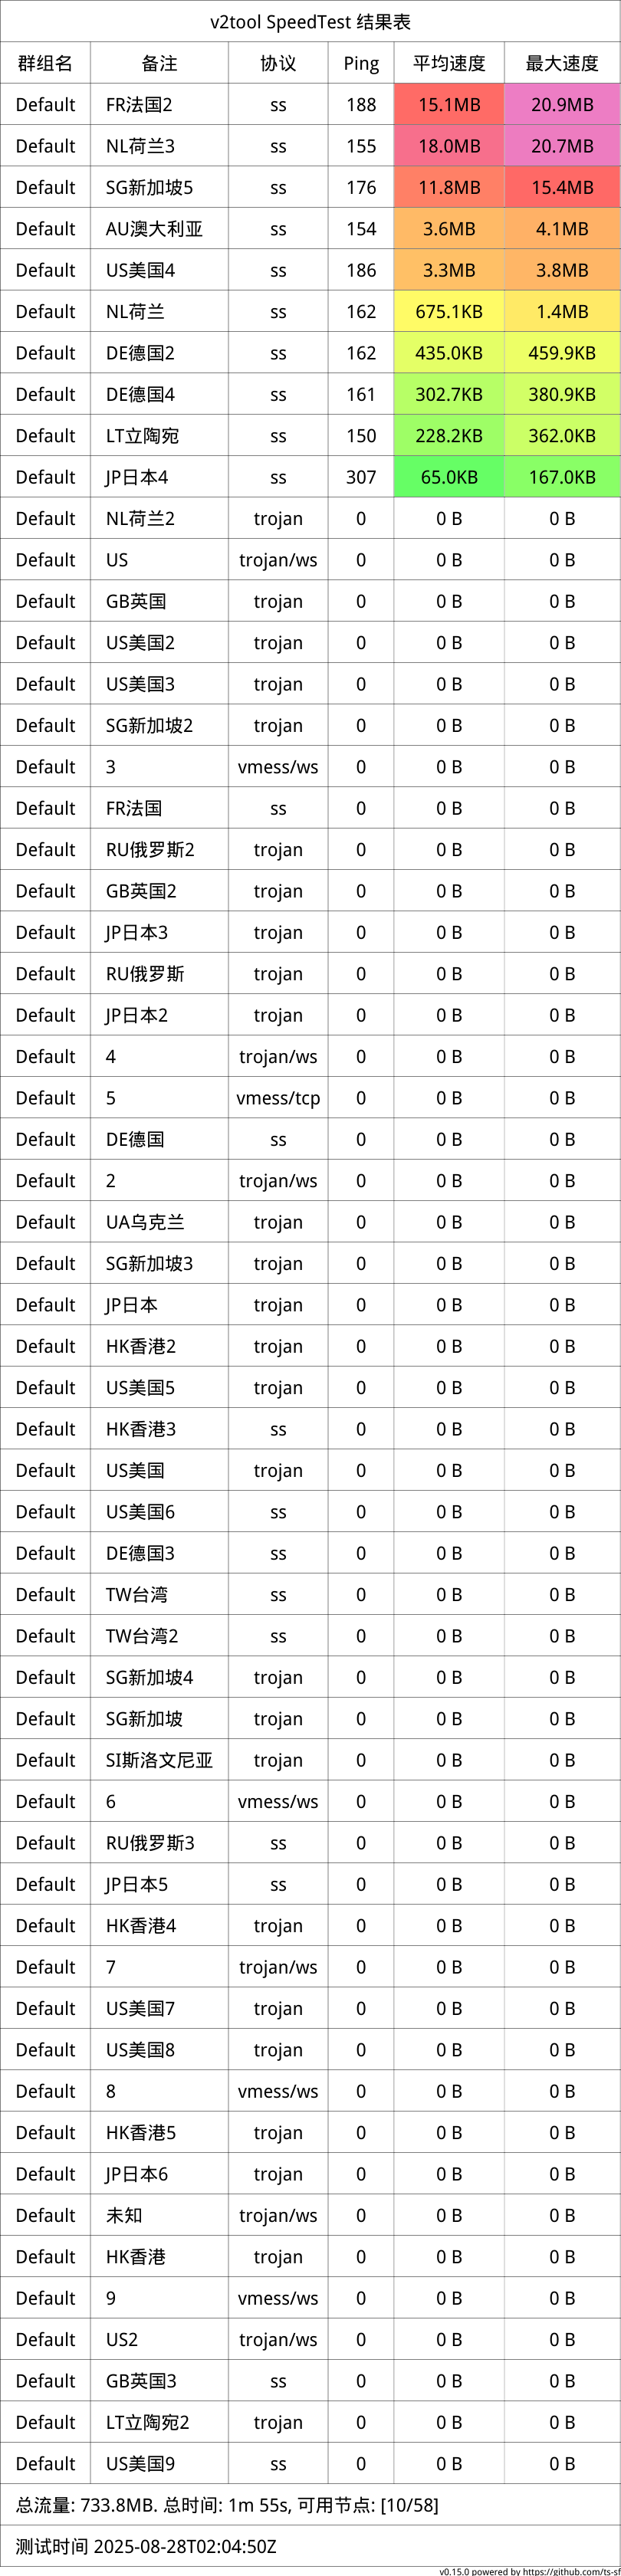 v2tool SpeedTest 结果表
群组名 备注 协议 Ping 平均速度 最大速度
Default FR法国2 ss 188 15.1MB 20.9MB
Default NL荷兰3 ss 155 18.0MB 20.7MB
Default SG新加坡5 ss 176 11.8MB 15.4MB
Default AU澳大利亚 ss 154 3.6MB 4.1MB
Default US美国4 ss 186 3.3MB 3.8MB
Default NL荷兰 ss 162 675.1KB 1.4MB
Default DE德国2 ss 162 435.0KB 459.9KB
Default DE德国4 ss 161 302.7KB 380.9KB
Default LT立陶宛 ss 150 228.2KB 362.0KB
Default JP日本4 ss 307 65.0KB 167.0KB
Default NL荷兰2 trojan 0 0 B 0 B
Default US trojan/ws 0 0 B 0 B
Default GB英国 trojan 0 0 B 0 B
Default US美国2 trojan 0 0 B 0 B
Default US美国3 trojan 0 0 B 0 B
Default SG新加坡2 trojan 0 0 B 0 B
Default 3 vmess/ws 0 0 B 0 B
Default FR法国 ss 0 0 B 0 B
Default RU俄罗斯2 trojan 0 0 B 0 B
Default GB英国2 trojan 0 0 B 0 B
Default JP日本3 trojan 0 0 B 0 B
Default RU俄罗斯 trojan 0 0 B 0 B
Default JP日本2 trojan 0 0 B 0 B
Default 4 trojan/ws 0 0 B 0 B
Default 5 vmess/tcp 0 0 B 0 B
Default DE德国 ss 0 0 B 0 B
Default 2 trojan/ws 0 0 B 0 B
Default UA乌克兰 trojan 0 0 B 0 B
Default SG新加坡3 trojan 0 0 B 0 B
Default JP日本 trojan 0 0 B 0 B
Default HK香港2 trojan 0 0 B 0 B
Default US美国5 trojan 0 0 B 0 B
Default HK香港3 ss 0 0 B 0 B
Default US美国 trojan 0 0 B 0 B
Default US美国6 ss 0 0 B 0 B
Default DE德国3 ss 0 0 B 0 B
Default TW台湾 ss 0 0 B 0 B
Default TW台湾2 ss 0 0 B 0 B
Default SG新加坡4 trojan 0 0 B 0 B
Default SG新加坡 trojan 0 0 B 0 B
Default SI斯洛文尼亚 trojan 0 0 B 0 B
Default 6 vmess/ws 0 0 B 0 B
Default RU俄罗斯3 ss 0 0 B 0 B
Default JP日本5 ss 0 0 B 0 B
Default HK香港4 trojan 0 0 B 0 B
Default 7 trojan/ws 0 0 B 0 B
Default US美国7 trojan 0 0 B 0 B
Default US美国8 trojan 0 0 B 0 B
Default 8 vmess/ws 0 0 B 0 B
Default HK香港5 trojan 0 0 B 0 B
Default JP日本6 trojan 0 0 B 0 B
Default 未知 trojan/ws 0 0 B 0 B
Default HK香港 trojan 0 0 B 0 B
Default 9 vmess/ws 0 0 B 0 B
Default US2 trojan/ws 0 0 B 0 B
Default GB英国3 ss 0 0 B 0 B
Default LT立陶宛2 trojan 0 0 B 0 B
Default US美国9 ss 0 0 B 0 B
总流量: 733.8MB. 总时间: 1m 55s, 可用节点: [10/58]
测试时间 2025-08-28T02:04:50Z
v0.15.0 powered by https://github.com/ts-sf